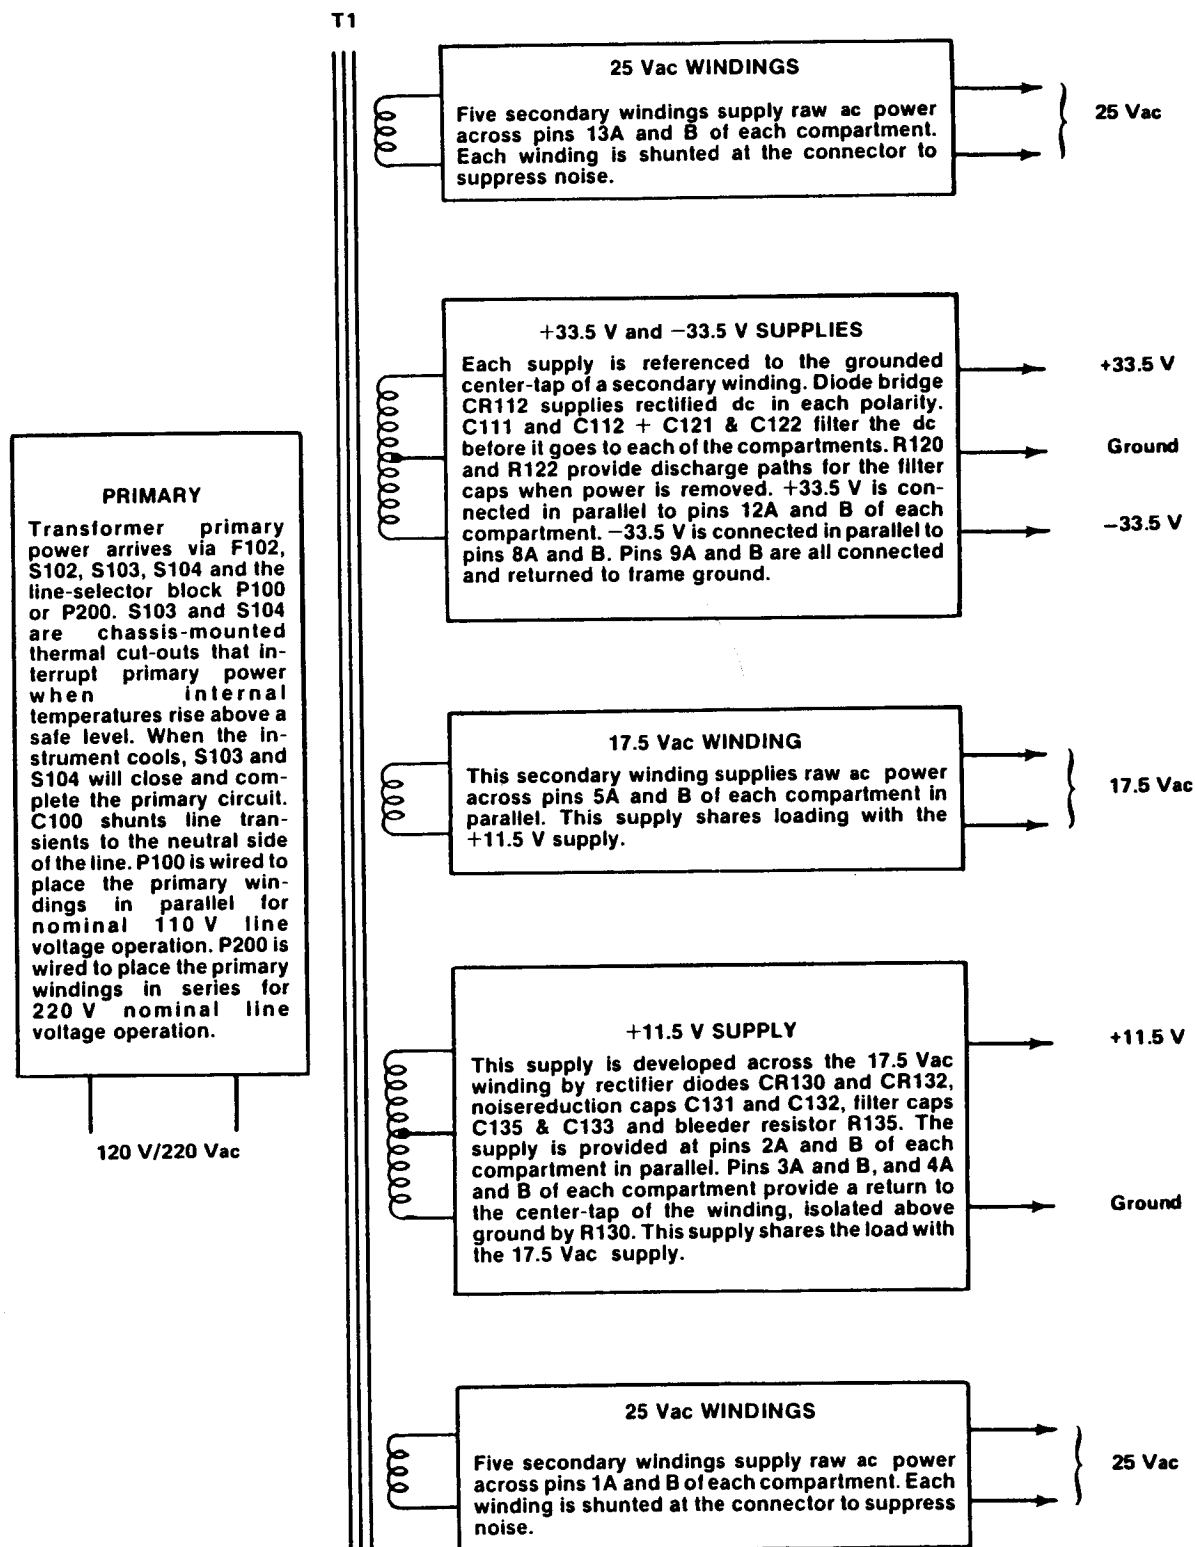 T1
25 Vac WINDINGS
Five secondary windings supply raw ac power
across pins 13A and B of each compartment.
Each winding is shunted at the connector to
suppress noise.
25 Vac
+33.5 V and −33.5 V SUPPLIES
Each supply is referenced to the grounded
center-tap of a secondary winding. Diode bridge
CR112 supplies rectified dc in each polarity.
C111 and C112 + C121 & C122 filter the dc
before it goes to each of the compartments. R120
and R122 provide discharge paths for the filter
caps when power is removed. +33.5 V is con-
nected in parallel to pins 12A and B of each
compartment. −33.5 V is connected in parallel to
pins 8A and B. Pins 9A and B are all connected
and returned to frame ground.
+33.5 V
Ground
−33.5 V
PRIMARY
Transformer primary
power arrives via F102,
S102, S103, S104 and the
line-selector block P100
or P200. S103 and S104
are chassis-mounted
thermal cut-outs that in-
terrupt primary power
when internal
temperatures rise above a
safe level. When the in-
strument cools, S103 and
S104 will close and com-
plete the primary circuit.
C100 shunts line tran-
sients to the neutral side
of the line. P100 is wired to
place the primary win-
dings in parallel for
nominal 110 V line
voltage operation. P200 is
wired to place the primary
windings in series for
220 V nominal line
voltage operation.
120 V/220 Vac
17.5 Vac WINDING
This secondary winding supplies raw ac power
across pins 5A and B of each compartment in
parallel. This supply shares loading with the
+11.5 V supply.
17.5 Vac
+11.5 V SUPPLY
This supply is developed across the 17.5 Vac
winding by rectifier diodes CR130 and CR132,
noisereduction caps C131 and C132, filter caps
C135 & C133 and bleeder resistor R135. The
supply is provided at pins 2A and B of each
compartment in parallel. Pins 3A and B, and 4A
and B of each compartment provide a return to
the center-tap of the winding, isolated above
ground by R130. This supply shares the load with
the 17.5 Vac supply.
+11.5 V
Ground
25 Vac WINDINGS
Five secondary windings supply raw ac power
across pins 1A and B of each compartment. Each
winding is shunted at the connector to suppress
noise.
25 Vac